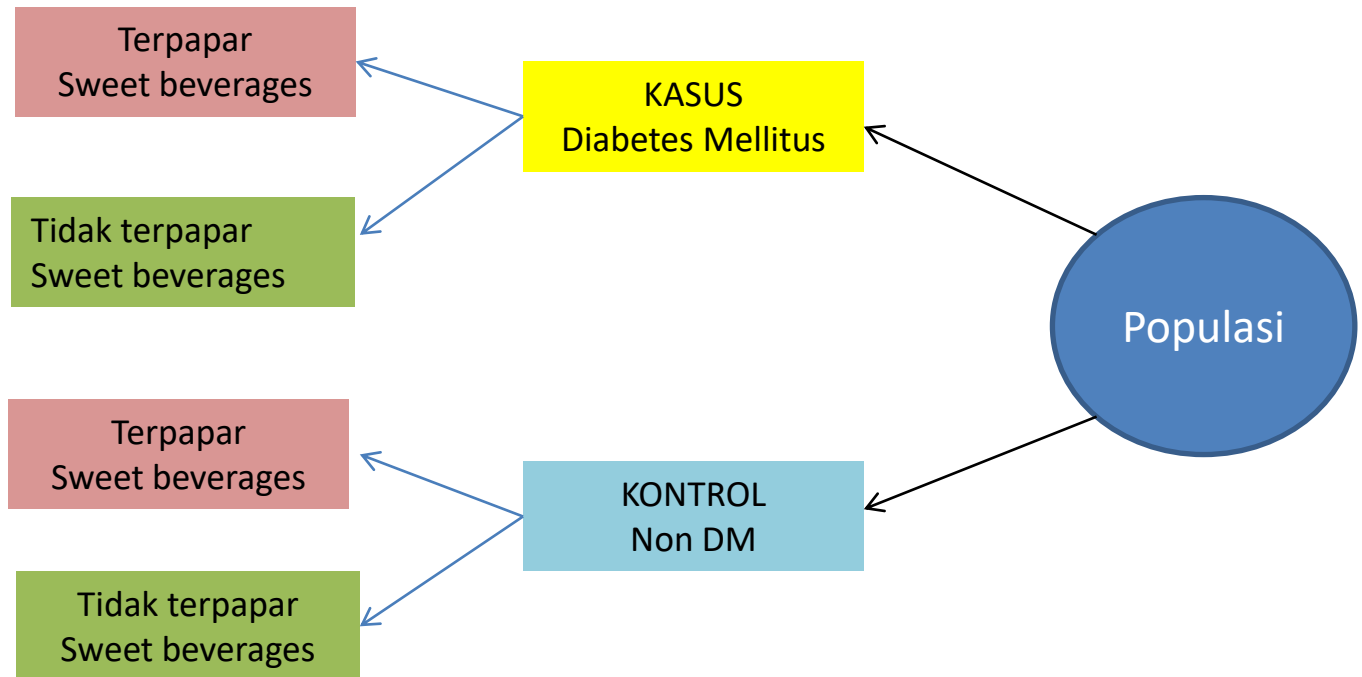 Terpapar
Sweet beverages
Tidak terpapar
Sweet beverages
KASUS
Diabetes Mellitus
Terpapar
Sweet beverages
Tidak terpapar
Sweet beverages
KONTROL
Non DM
Populasi